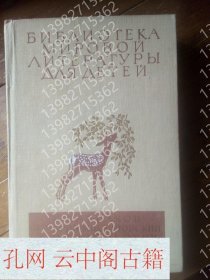 БИБЛИОТЕКА
МИРОВОЙ
ЛИТЕРАТУРЫ
ДЛЯ ДЕТЕЙ
13982715362
孔网 云中阁古籍